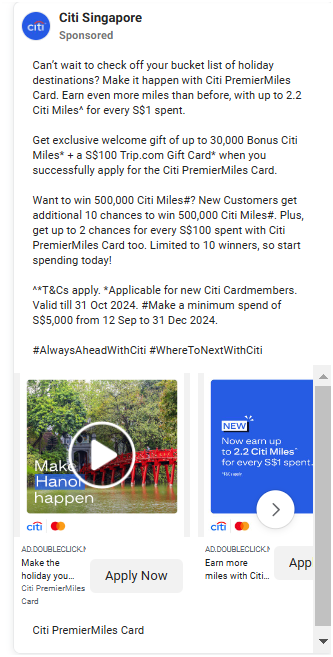 Citi Singapore
Sponsored
Can't wait to check off your bucket list of holiday
destinations? Make it happen with Citi PremierMiles
Card. Earn even more miles than before, with up to 2.2
Citi Miles^ for every S$1 spent.
Get exclusive welcome gift of up to 30,000 Bonus Citi
Miles* + a S$100 Trip.com Gift Card* when you
successfully apply for the Citi PremierMiles Card.
Want to win 500,000 Citi Miles#? New Customers get
additional 10 chances to win 500,000 Citi Miles#. Plus,
get up to 2 chances for every S$100 spent with Citi
PremierMiles Card too. Limited to 10 winners, so start
spending today!
^*T&Cs apply. *Applicable for new Citi Cardmembers.
Valid till 31 Oct 2024. #Make a minimum spend of
S$5,000 from 12 Sep to 31 Dec 2024.
#AlwaysAheadWithCiti #WhereToNextWithCiti
Make
Hanoi
happen
citi
AD.DOUBLECLICK.N
Make the
holiday you...
Citi PremierMiles
Card
Apply Now
NEW
Now earn up
to 2.2 Citi Miles^
for every S$1 spent.
^T&Cs apply
citi
AD.DOUBLECLICK.N
Earn more
miles with Citi...
App
Citi PremierMiles Card